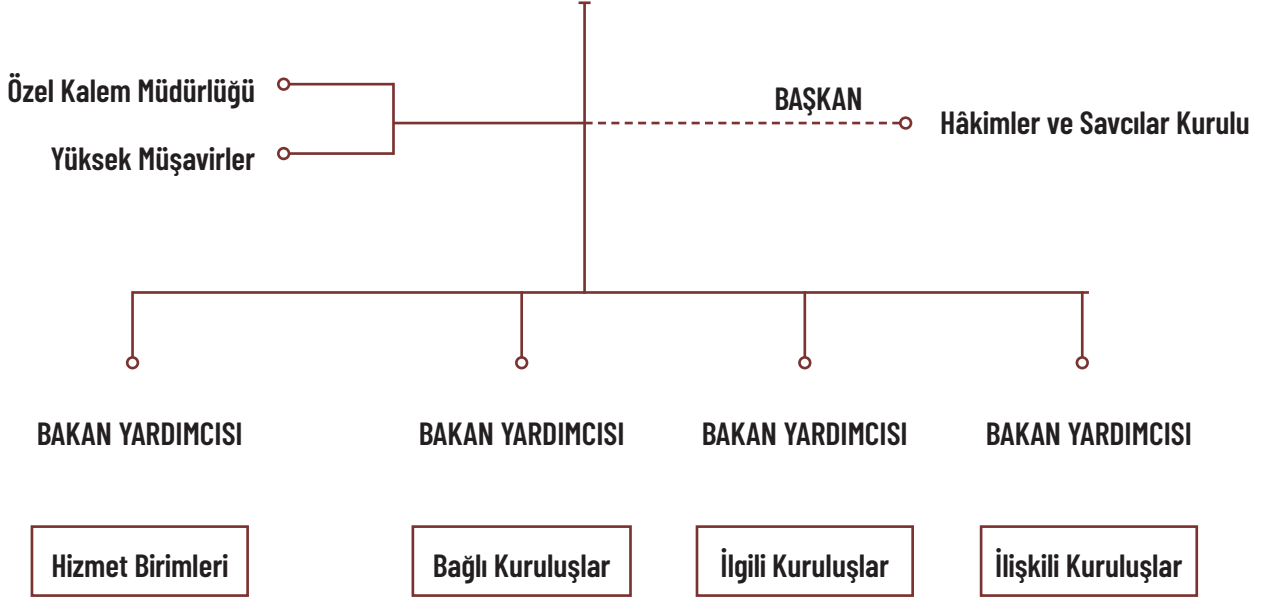 Özel Kalem Müdürlüğü
BAŞKAN
Hâkimler ve Savcılar Kurulu
Yüksek Müşavirler
BAKAN YARDIMCISI
BAKAN YARDIMCISI
BAKAN YARDIMCISI
BAKAN YARDIMCISI
Hizmet Birimleri
Bağlı Kuruluşlar
İlgili Kuruluşlar
İlişkili Kuruluşlar